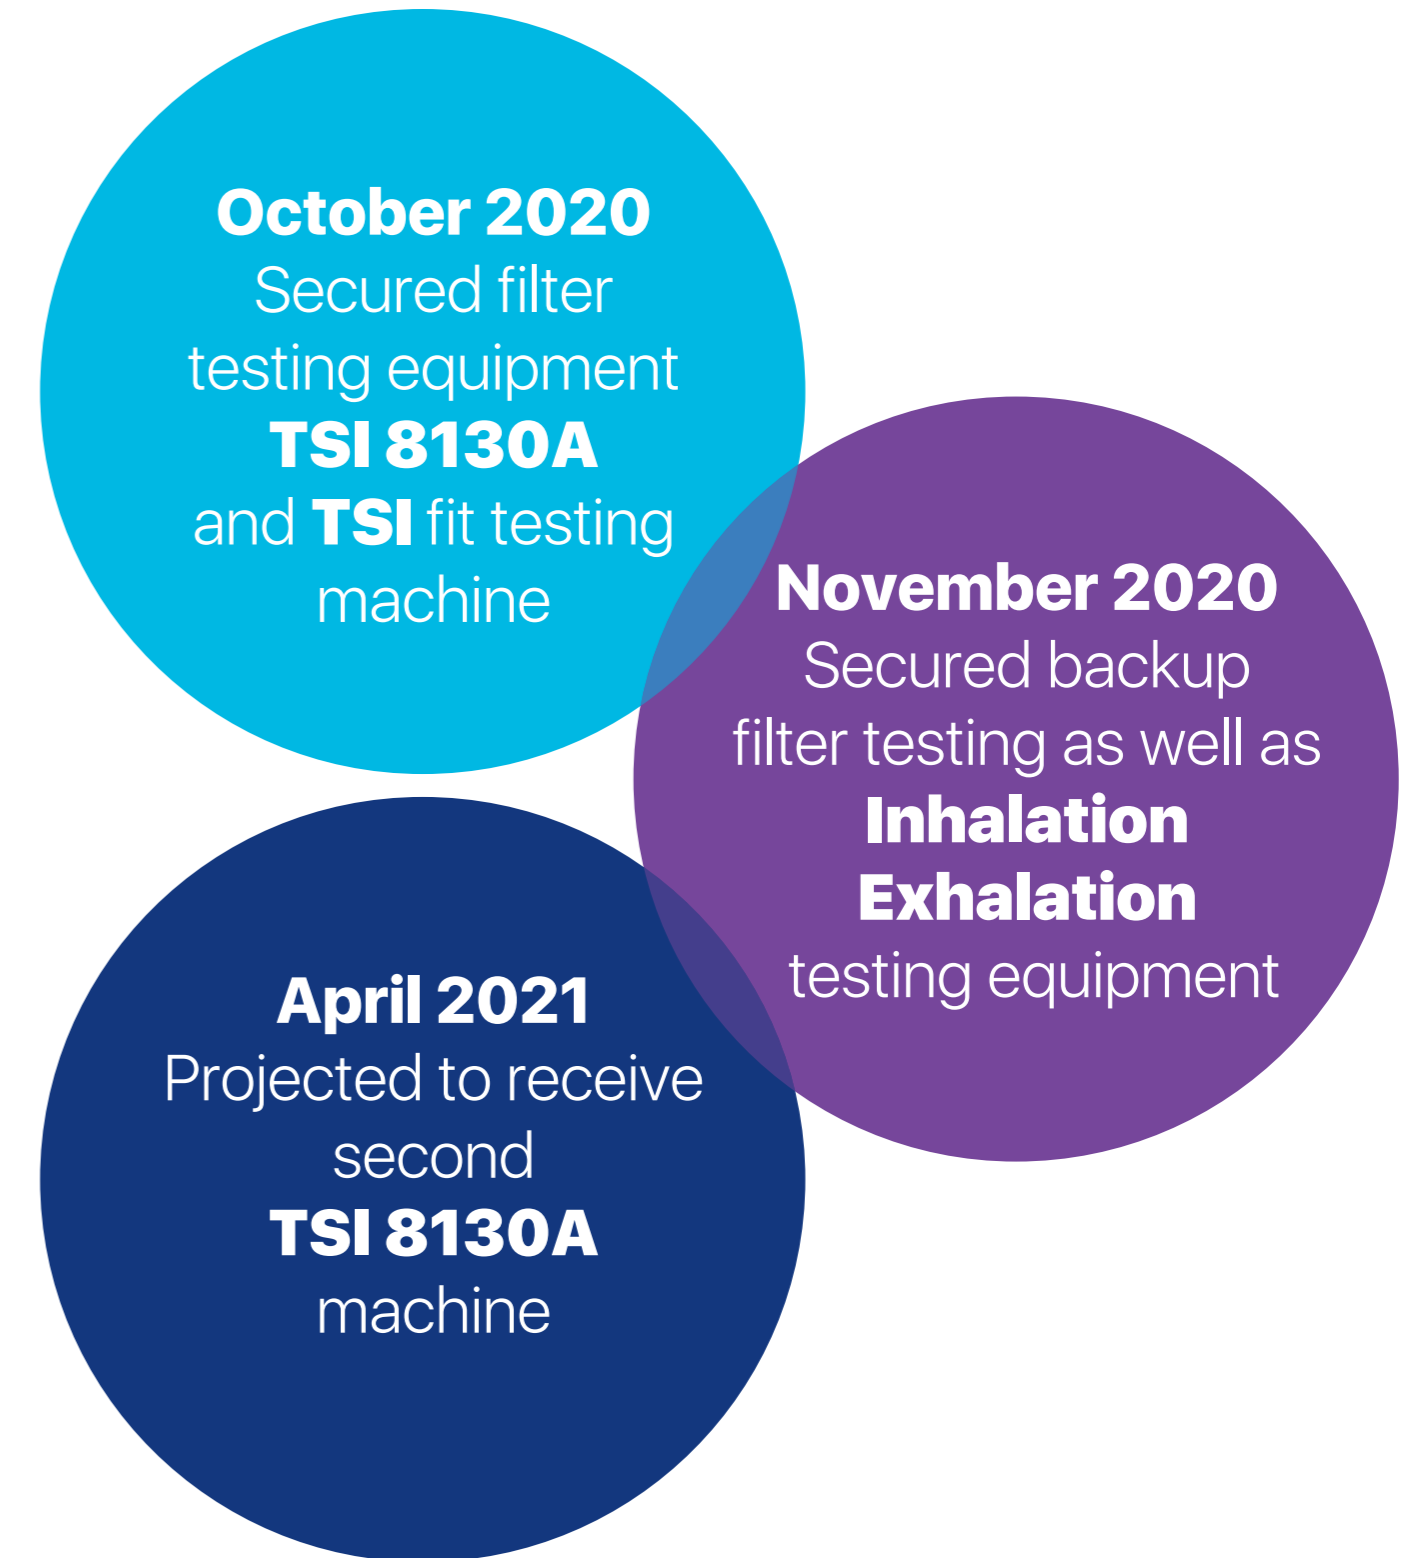 October 2020
Secured filter
testing equipment
TSI 8130A
and TSI fit testing
machine
November 2020
Secured backup
filter testing as well as
Inhalation
Exhalation
testing equipment
April 2021
Projected to receive
second
TSI 8130A
machine